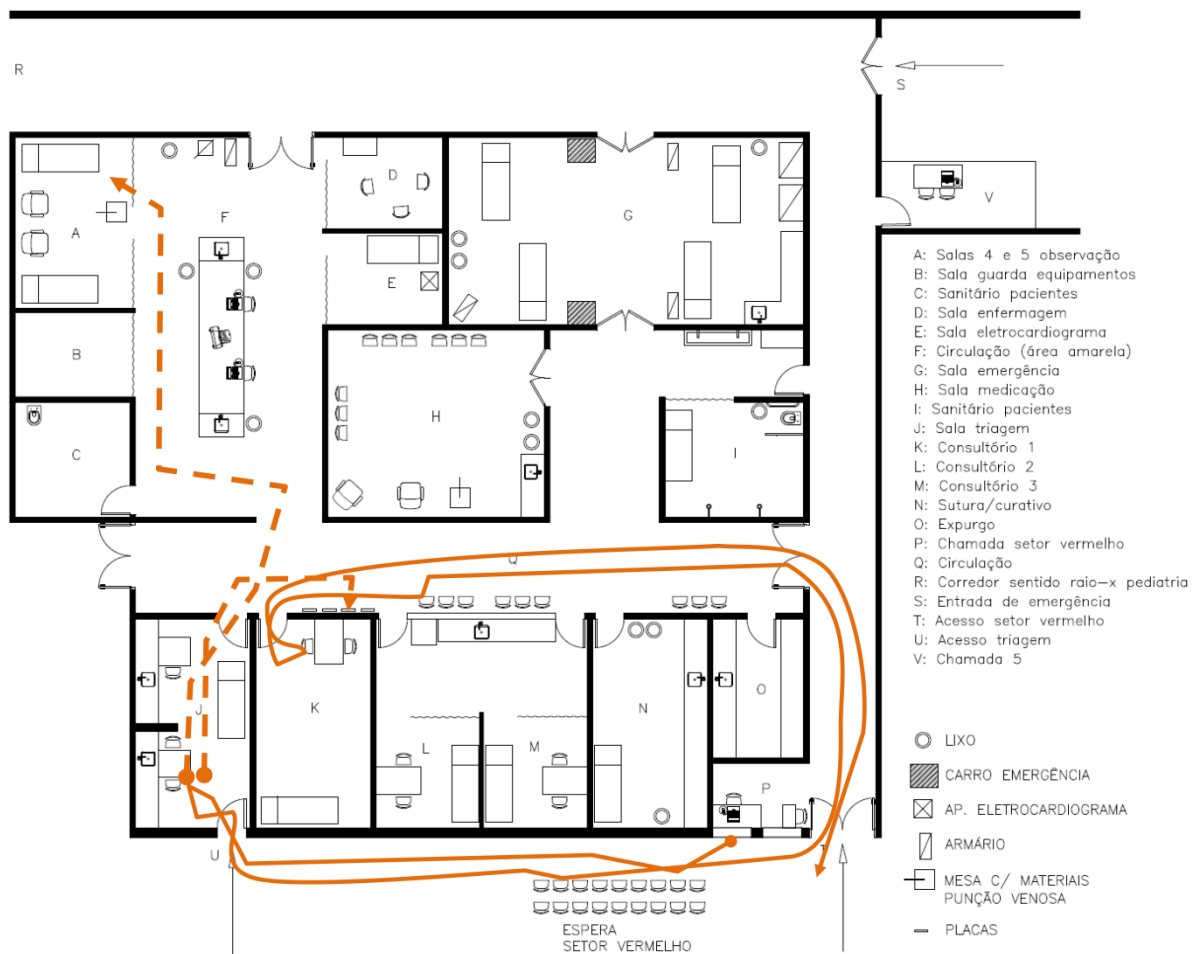 R
S
D
F
G
V
A
E
B
H
C
I
Q
J
K
L
M
N
O
P
U
T
ESPERA
SETOR VERMELHO
A: Salas 4 e 5 observação
B: Sala guarda equipamentos
C: Sanitário pacientes
D: Sala enfermagem
E: Sala eletrocardiograma
F: Circulação (área amarela)
G: Sala emergência
H: Sala medicação
I: Sanitário pacientes
J: Sala triagem
K: Consultório 1
L: Consultório 2
M: Consultório 3
N: Sutura/curativo
O: Expurgo
P: Chamada setor vermelho
Q: Circulação
R: Corredor sentido raio-x pediatria
S: Entrada de emergência
T: Acesso setor vermelho
U: Acesso triagem
V: Chamada 5
LIXO
CARRO EMERGÊNCIA
AP. ELETROCARDIOGRAMA
ARMÁRIO
MESA C/ MATERIAIS
PUNÇÃO VENOSA
PLACAS